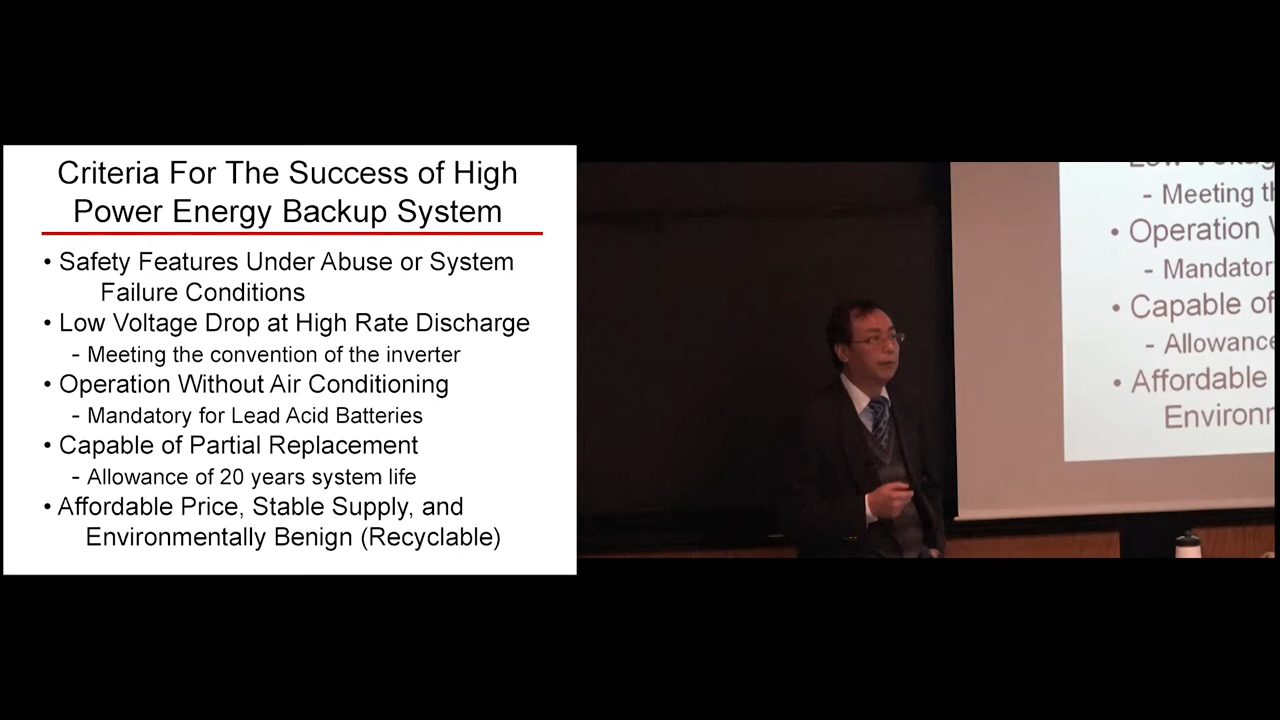 Criteria For The Success of High
Power Energy Backup System
• Safety Features Under Abuse or System
Failure Conditions
• Low Voltage Drop at High Rate Discharge
- Meeting the convention of the inverter
• Operation Without Air Conditioning
- Mandatory for Lead Acid Batteries
• Capable of Partial Replacement
- Allowance of 20 years system life
• Affordable Price, Stable Supply, and
Environmentally Benign (Recyclable)
- Meeting
• Operation
- Mandator
• Capable of
- Allowance
• Affordable
Environ